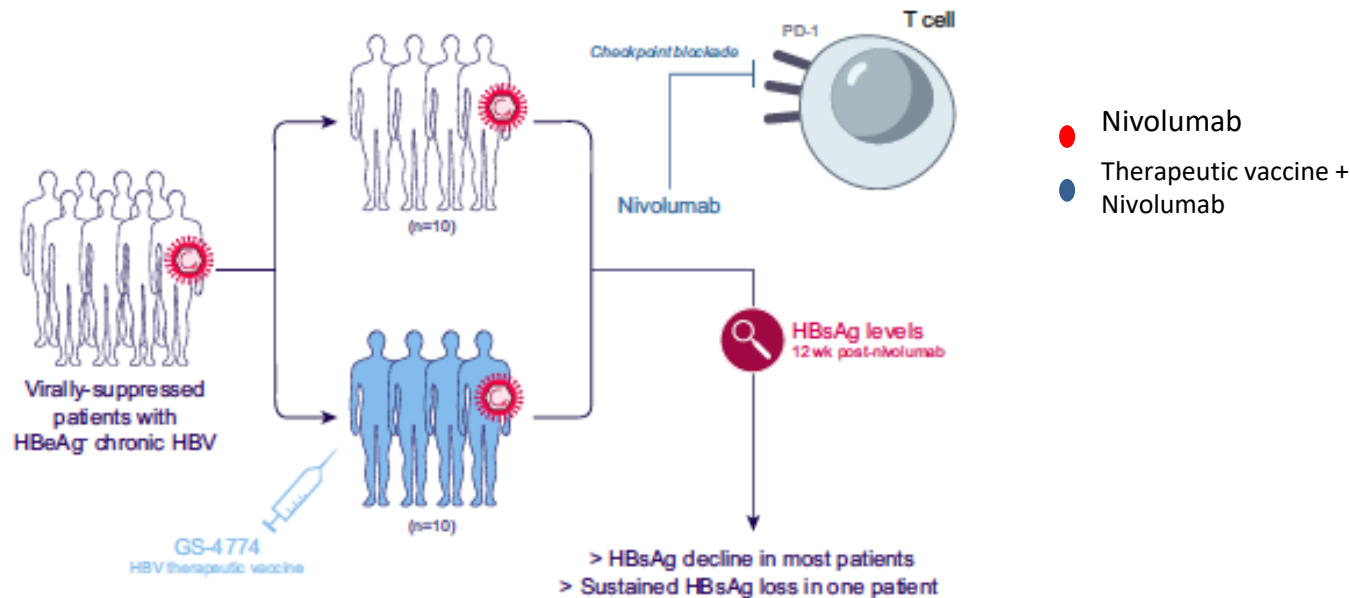 T cell
PD-1
Checkpoint blockade
Nivolumab
(n=10)
Virally-suppressed
patients with
HBeAg- chronic HBV
HBsAg levels
12wk post-nivolumab
(n=10)
GS-4774
HBV therapeutic vaccine
> HBsAg decline in most patients
> Sustained HBsAg loss in one patient
Nivolumab
Therapeutic vaccine +
Nivolumab